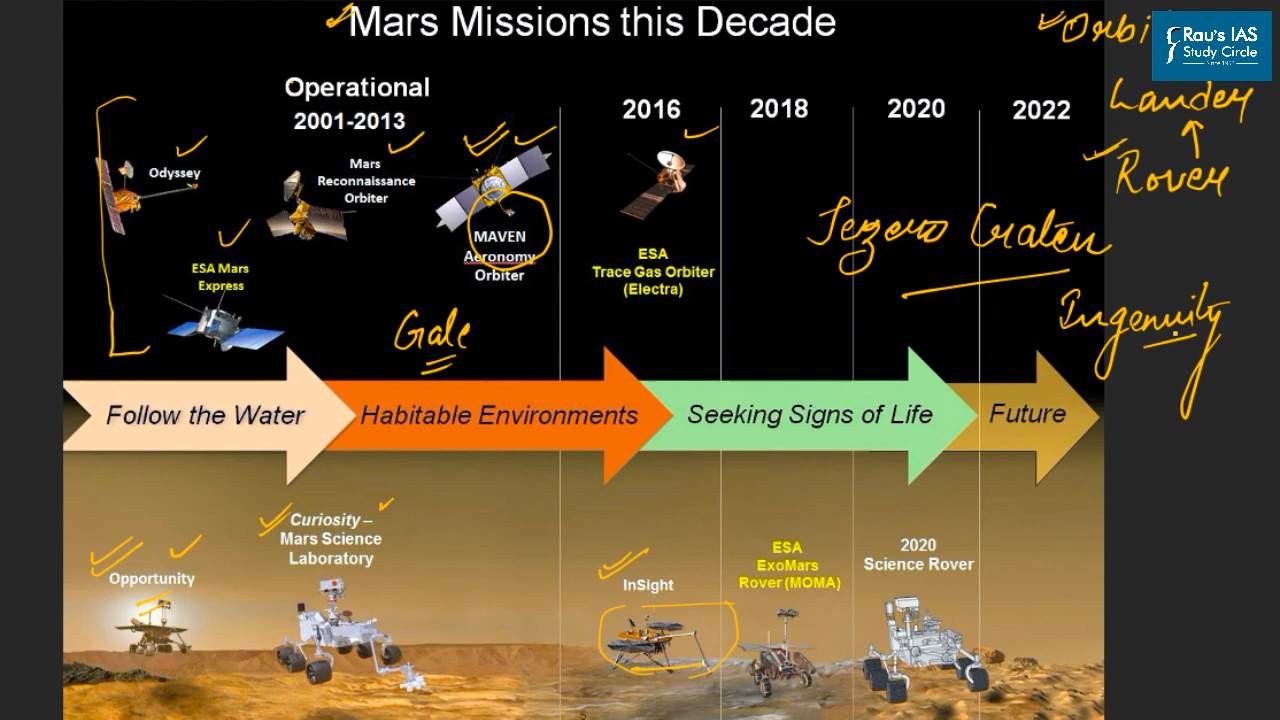 Mars Missions this Decade
Rau's IAS
Study Circle
Since 1953
Operational
2001-2013
2016
2018
2020
2022
Lander
Rover
Odyssey
Mars
Reconnaissance
Orbiter
MAVEN
Aeronomy
Orbiter
ESA Mars
Express
ESA
Trace Gas Orbiter
(Electra)
Jezero Crater
Ingenuity
Gale
Follow the Water
Habitable Environments
Seeking Signs of Life
Future
Opportunity
Curiosity –
Mars Science
Laboratory
InSight
ESA
ExoMars
Rover (MOMA)
2020
Science Rover